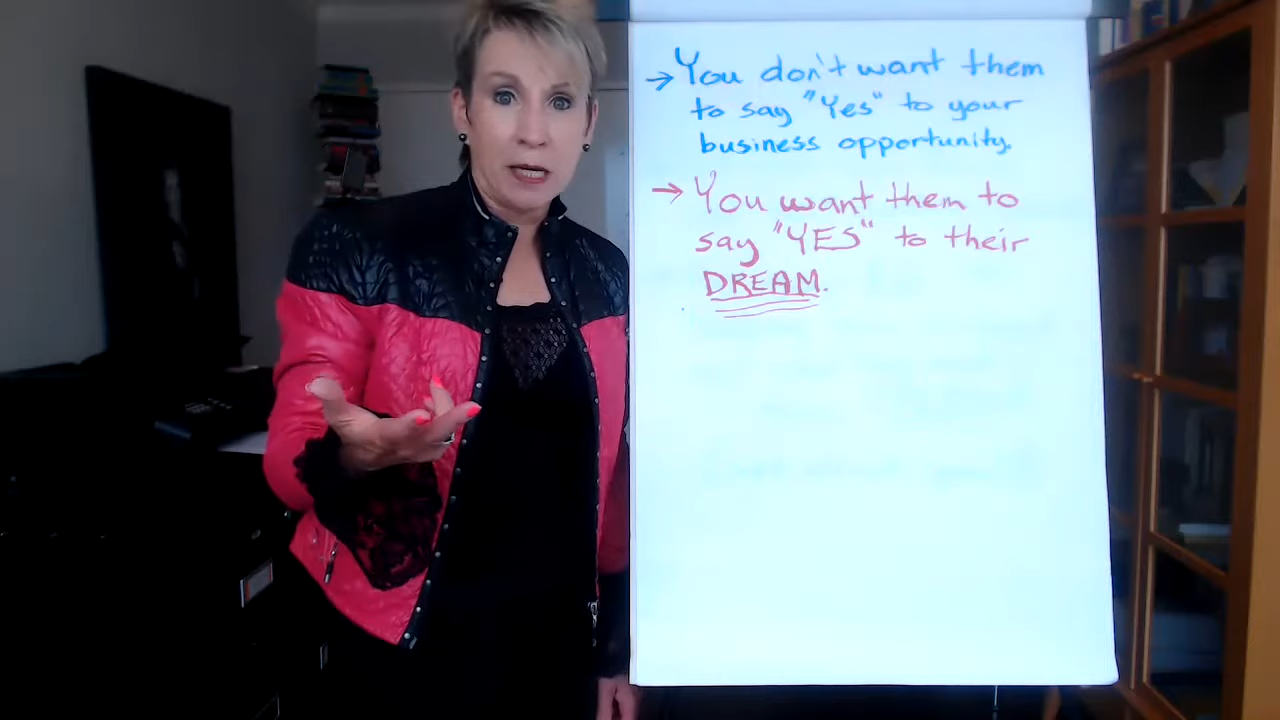 → You don't want them
to say "Yes" to your
business opportunity.
→ You want them to
say "YES" to their
DREAM.